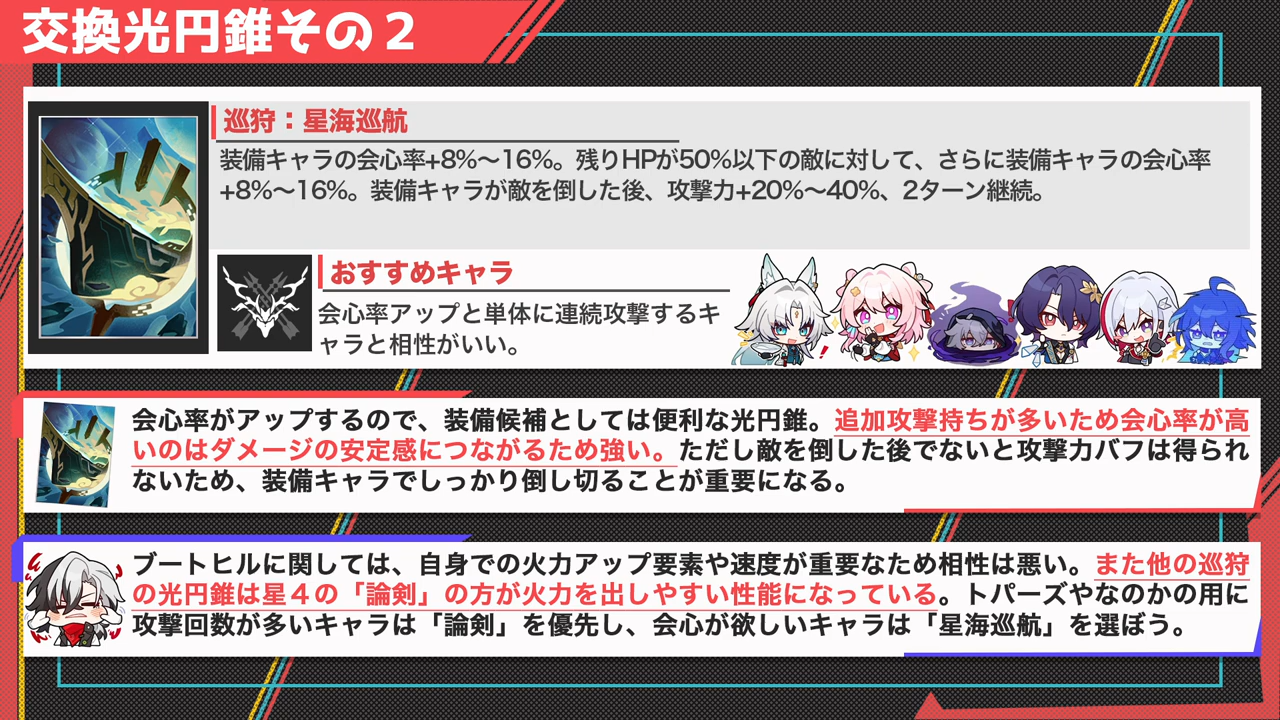 交換光円錐その２
巡狩：星海巡航
装備キャラの会心率+8%～16%。残りHPが50%以下の敵に対して、さらに装備キャラの会心率
+8%～16%。装備キャラが敵を倒した後、攻撃力+20%～40%、2ターン継続。
おすすめキャラ
会心率アップと単体に連続攻撃するキ
ャラと相性がいい。
会心率がアップするので、装備候補としては便利な光円錐。追加攻撃持ちが多いため会心率が高
いのはダメージの安定感につながるため強い。ただし敵を倒した後でないと攻撃力バフは得られ
ないため、装備キャラでしっかり倒し切ることが重要になる。
ブートヒルに関しては、自身での火力アップ要素や速度が重要なため相性は悪い。また他の巡狩
の光円錐は星４の「論剣」の方が火力を出しやすい性能になっている。トパーズやなのかの用に
攻撃回数が多いキャラは「論剣」を優先し、会心が欲しいキャラは「星海巡航」を選ぼう。